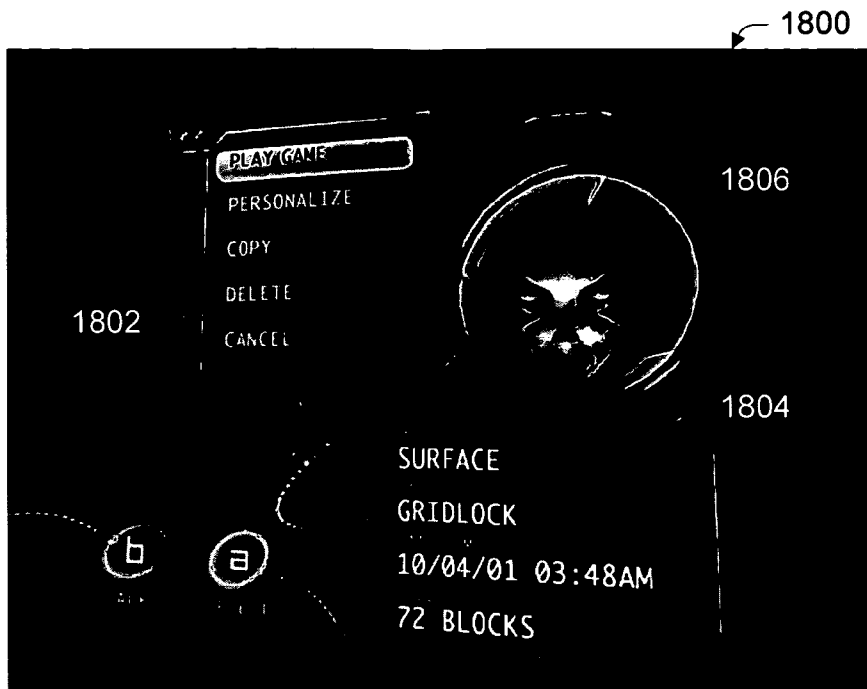 1800
PLAY GAME
1806
PERSONALIZE
COPY
DELETE
1802
CANCEL
1804
SURFACE
GRIDLOCK
b a
10/04/01 03:48AM
72 BLOCKS